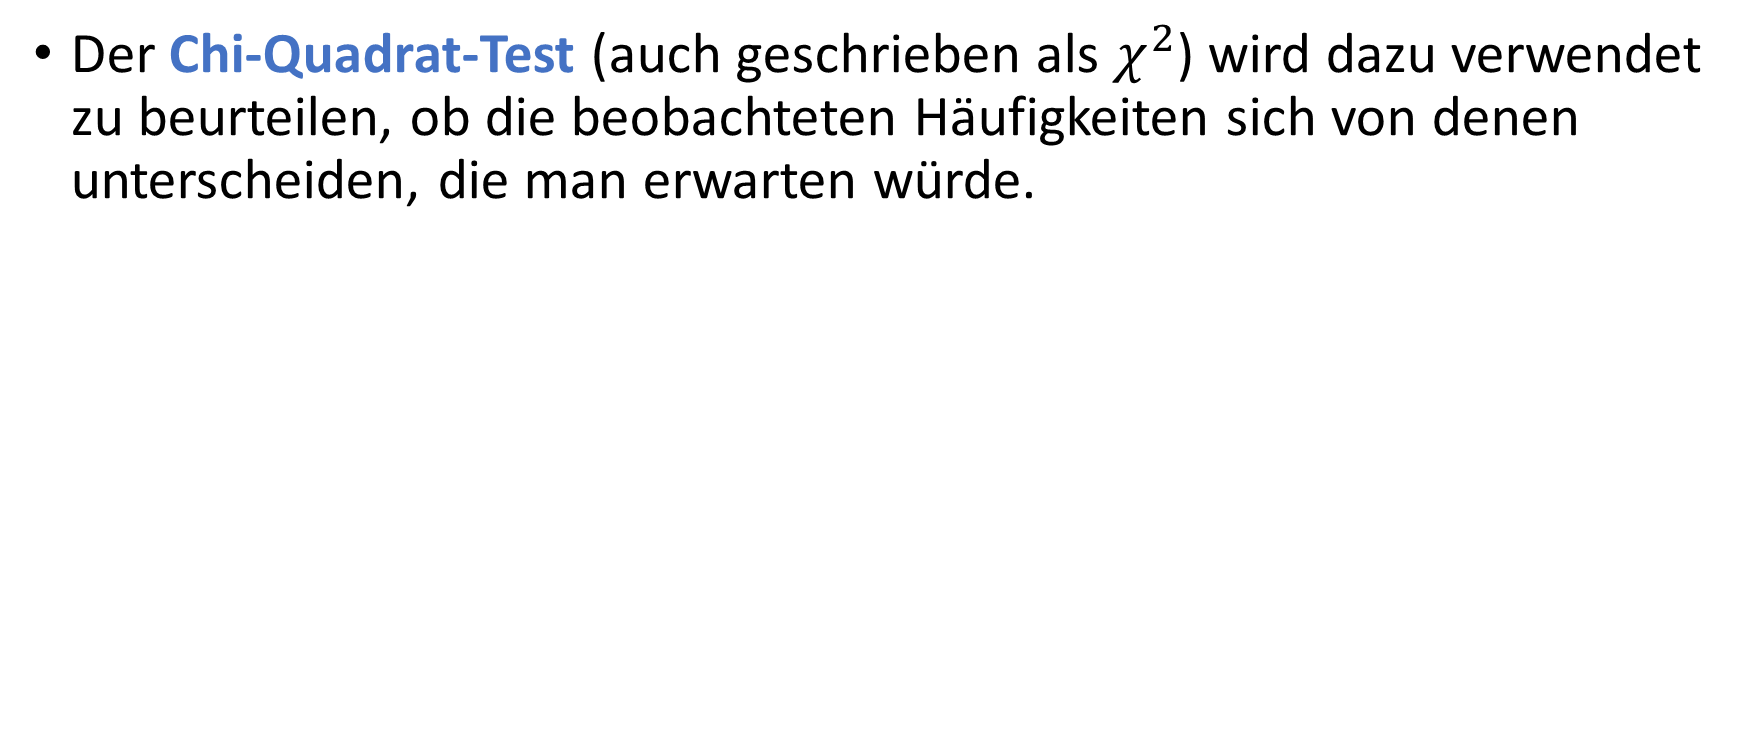 • Der Chi-Quadrat-Test (auch geschrieben als χ²) wird dazu verwendet
zu beurteilen, ob die beobachteten Häufigkeiten sich von denen
unterscheiden, die man erwarten würde.